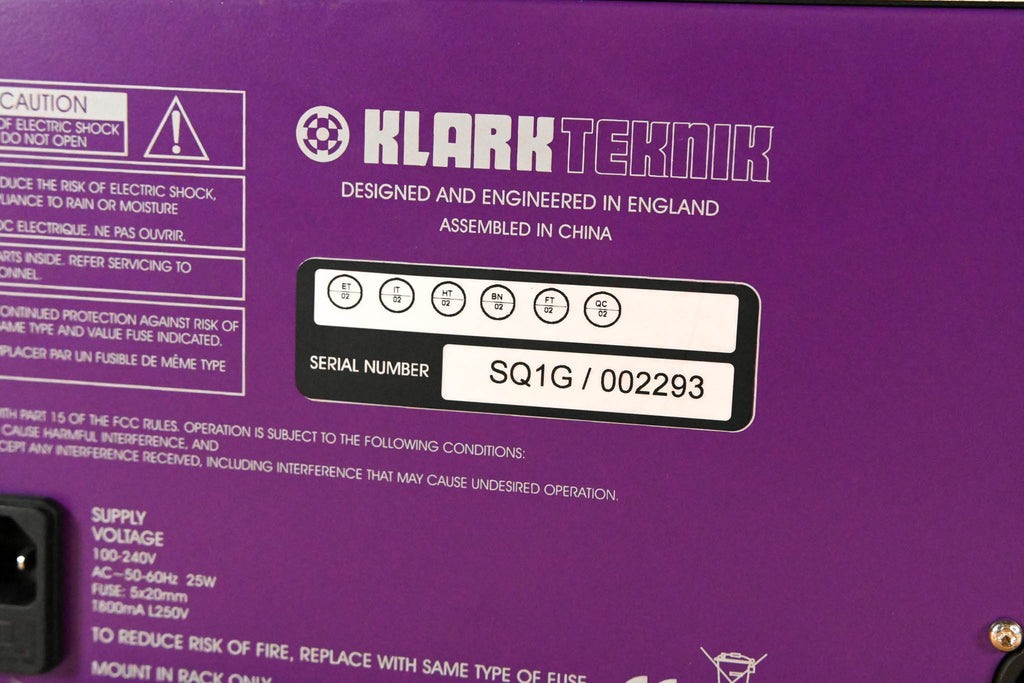 CAUTION
OF ELECTRIC SHOCK
DO NOT OPEN
DUCE THE RISK OF ELECTRIC SHOCK,
LIANCE TO RAIN OR MOISTURE
OC ELECTRIQUE. NE PAS OUVRIR.
ARTS INSIDE. REFER SERVICING TO
ONNEL.
ONTINUED PROTECTION AGAINST RISK OF
AME TYPE AND VALUE FUSE INDICATED.
MPLACER PAR UN FUSIBLE DE MÊME TYPE
KLARK TEKNIK
DESIGNED AND ENGINEERED IN ENGLAND
ASSEMBLED IN CHINA
ET 02 IT 02 HT 02 BN 02 FT 02 QC 02
SERIAL NUMBER SQ1G / 002293
ITH PART 15 OF THE FCC RULES. OPERATION IS SUBJECT TO THE FOLLOWING CONDITIONS:
CAUSE HARMFUL INTERFERENCE, AND
CEPT ANY INTERFERENCE RECEIVED, INCLUDING INTERFERENCE THAT MAY CAUSE UNDESIRED OPERATION.
SUPPLY
VOLTAGE
100-240V
AC~50-60Hz 25W
FUSE: 5x20mm
T800mA L250V
TO REDUCE RISK OF FIRE, REPLACE WITH SAME TYPE OF FUSE
MOUNT IN RACK ONLY